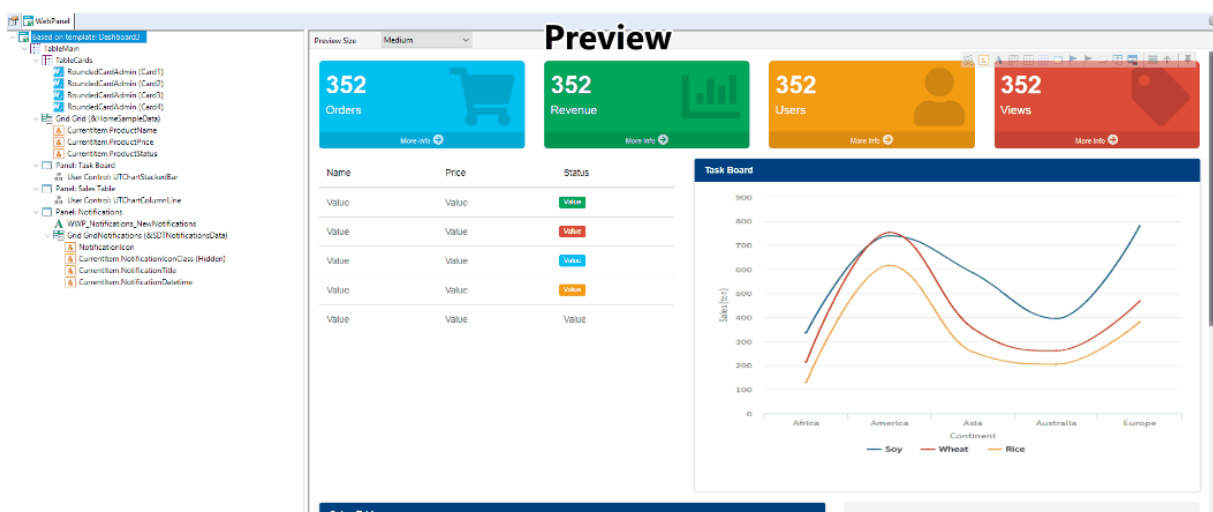 WebPanel
Based on template: Dashboard3
TableMain
TableCards
RoundedCardAdmin (Card1)
RoundedCardAdmin (Card2)
RoundedCardAdmin (Card3)
RoundedCardAdmin (Card4)
Grid Grid (&HomeSampleData)
CurrentItem.ProductName
CurrentItem.ProductPrice
CurrentItem.ProductStatus
Panel: Task Board
User Control: UTChartStackedBar
Panel: Sales Table
User Control: UTChartColumnLine
Panel: Notifications
WWP_Notifications_NewNotifications
Grid GridNotifications (&SDTNotificationsData)
NotificationIcon
CurrentItem.NotificationIconClass (Hidden)
CurrentItem.NotificationTitle
CurrentItem.NotificationDatetime
Preview Size Medium
Preview
352 352 352 352
Orders Revenue Users Views
More info More info More info More info
Name Price Status
Value Value Value
Value Value Value
Value Value Value
Value Value Value
Value Value Value
Task Board
900
800
700
600
500
400
300
200
100
0
Sales (ton)
Africa America Asia Australia Europe
Continent
Soy Wheat Rice